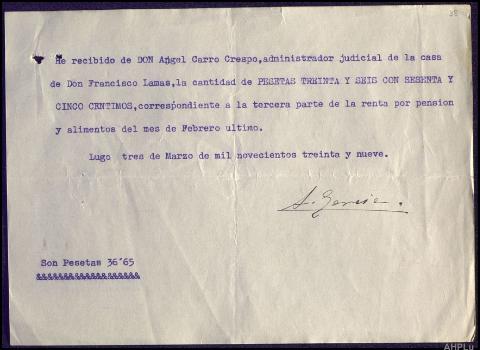 He recibido de DON Angel Carro Crespo,administrador judicial de la casa
de Don Francisco Lamas,la cantidad de PESETAS TREINTA Y SEIS CON SESENTA Y
CINCO CENTIMOS,correspondiente a la tercera parte de la renta por pension
y alimentos del mes de Febrero ultimo.
Lugo tres de Marzo de mil novecientos treinta y nueve.
Son Pesetas 36'65
&&&&&&&&&&&&&&&&&&&&
AHPLu